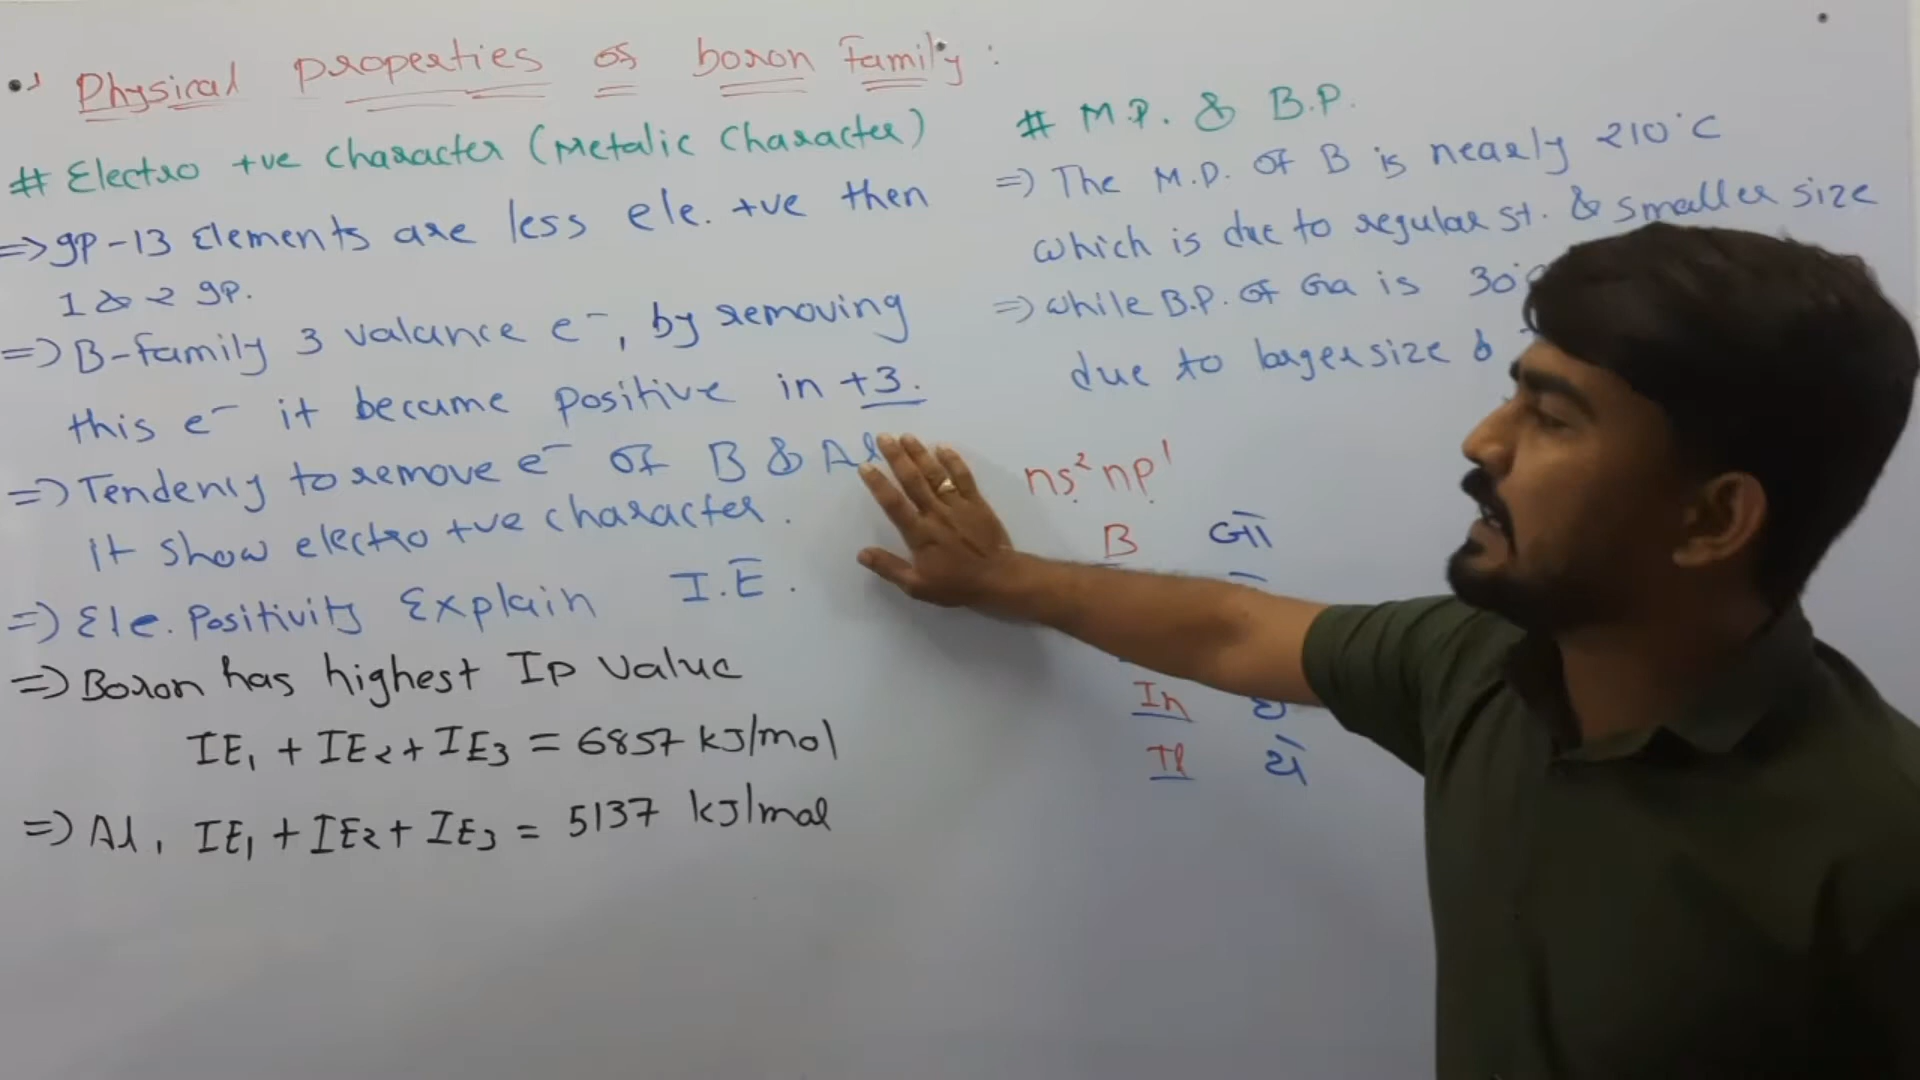 Physical properties of boron Family :
# Electro +ve character (Metalic Character)
=> gp-13 Elements are less ele. +ve then
1 & 2 gp.
=> B-family 3 valance e⁻, by removing
this e⁻ it became positive in +3.
=> Tendency to remove e⁻ of B & Al
it show electro +ve character.
=> Ele. Positivity Explain I.E.
=> Boron has highest Ip value
IE₁ + IE₂ + IE₃ = 6857 kJ/mol
=> Al, IE₁ + IE₂ + IE₃ = 5137 kJ/mol
# M.P. & B.P.
=> The M.P. of B is nearly 210°C
which is due to regular st. & smaller size
=> while B.P. of Ga is 30°
due to larger size &
ns² np¹
B बो
In
Tl थे